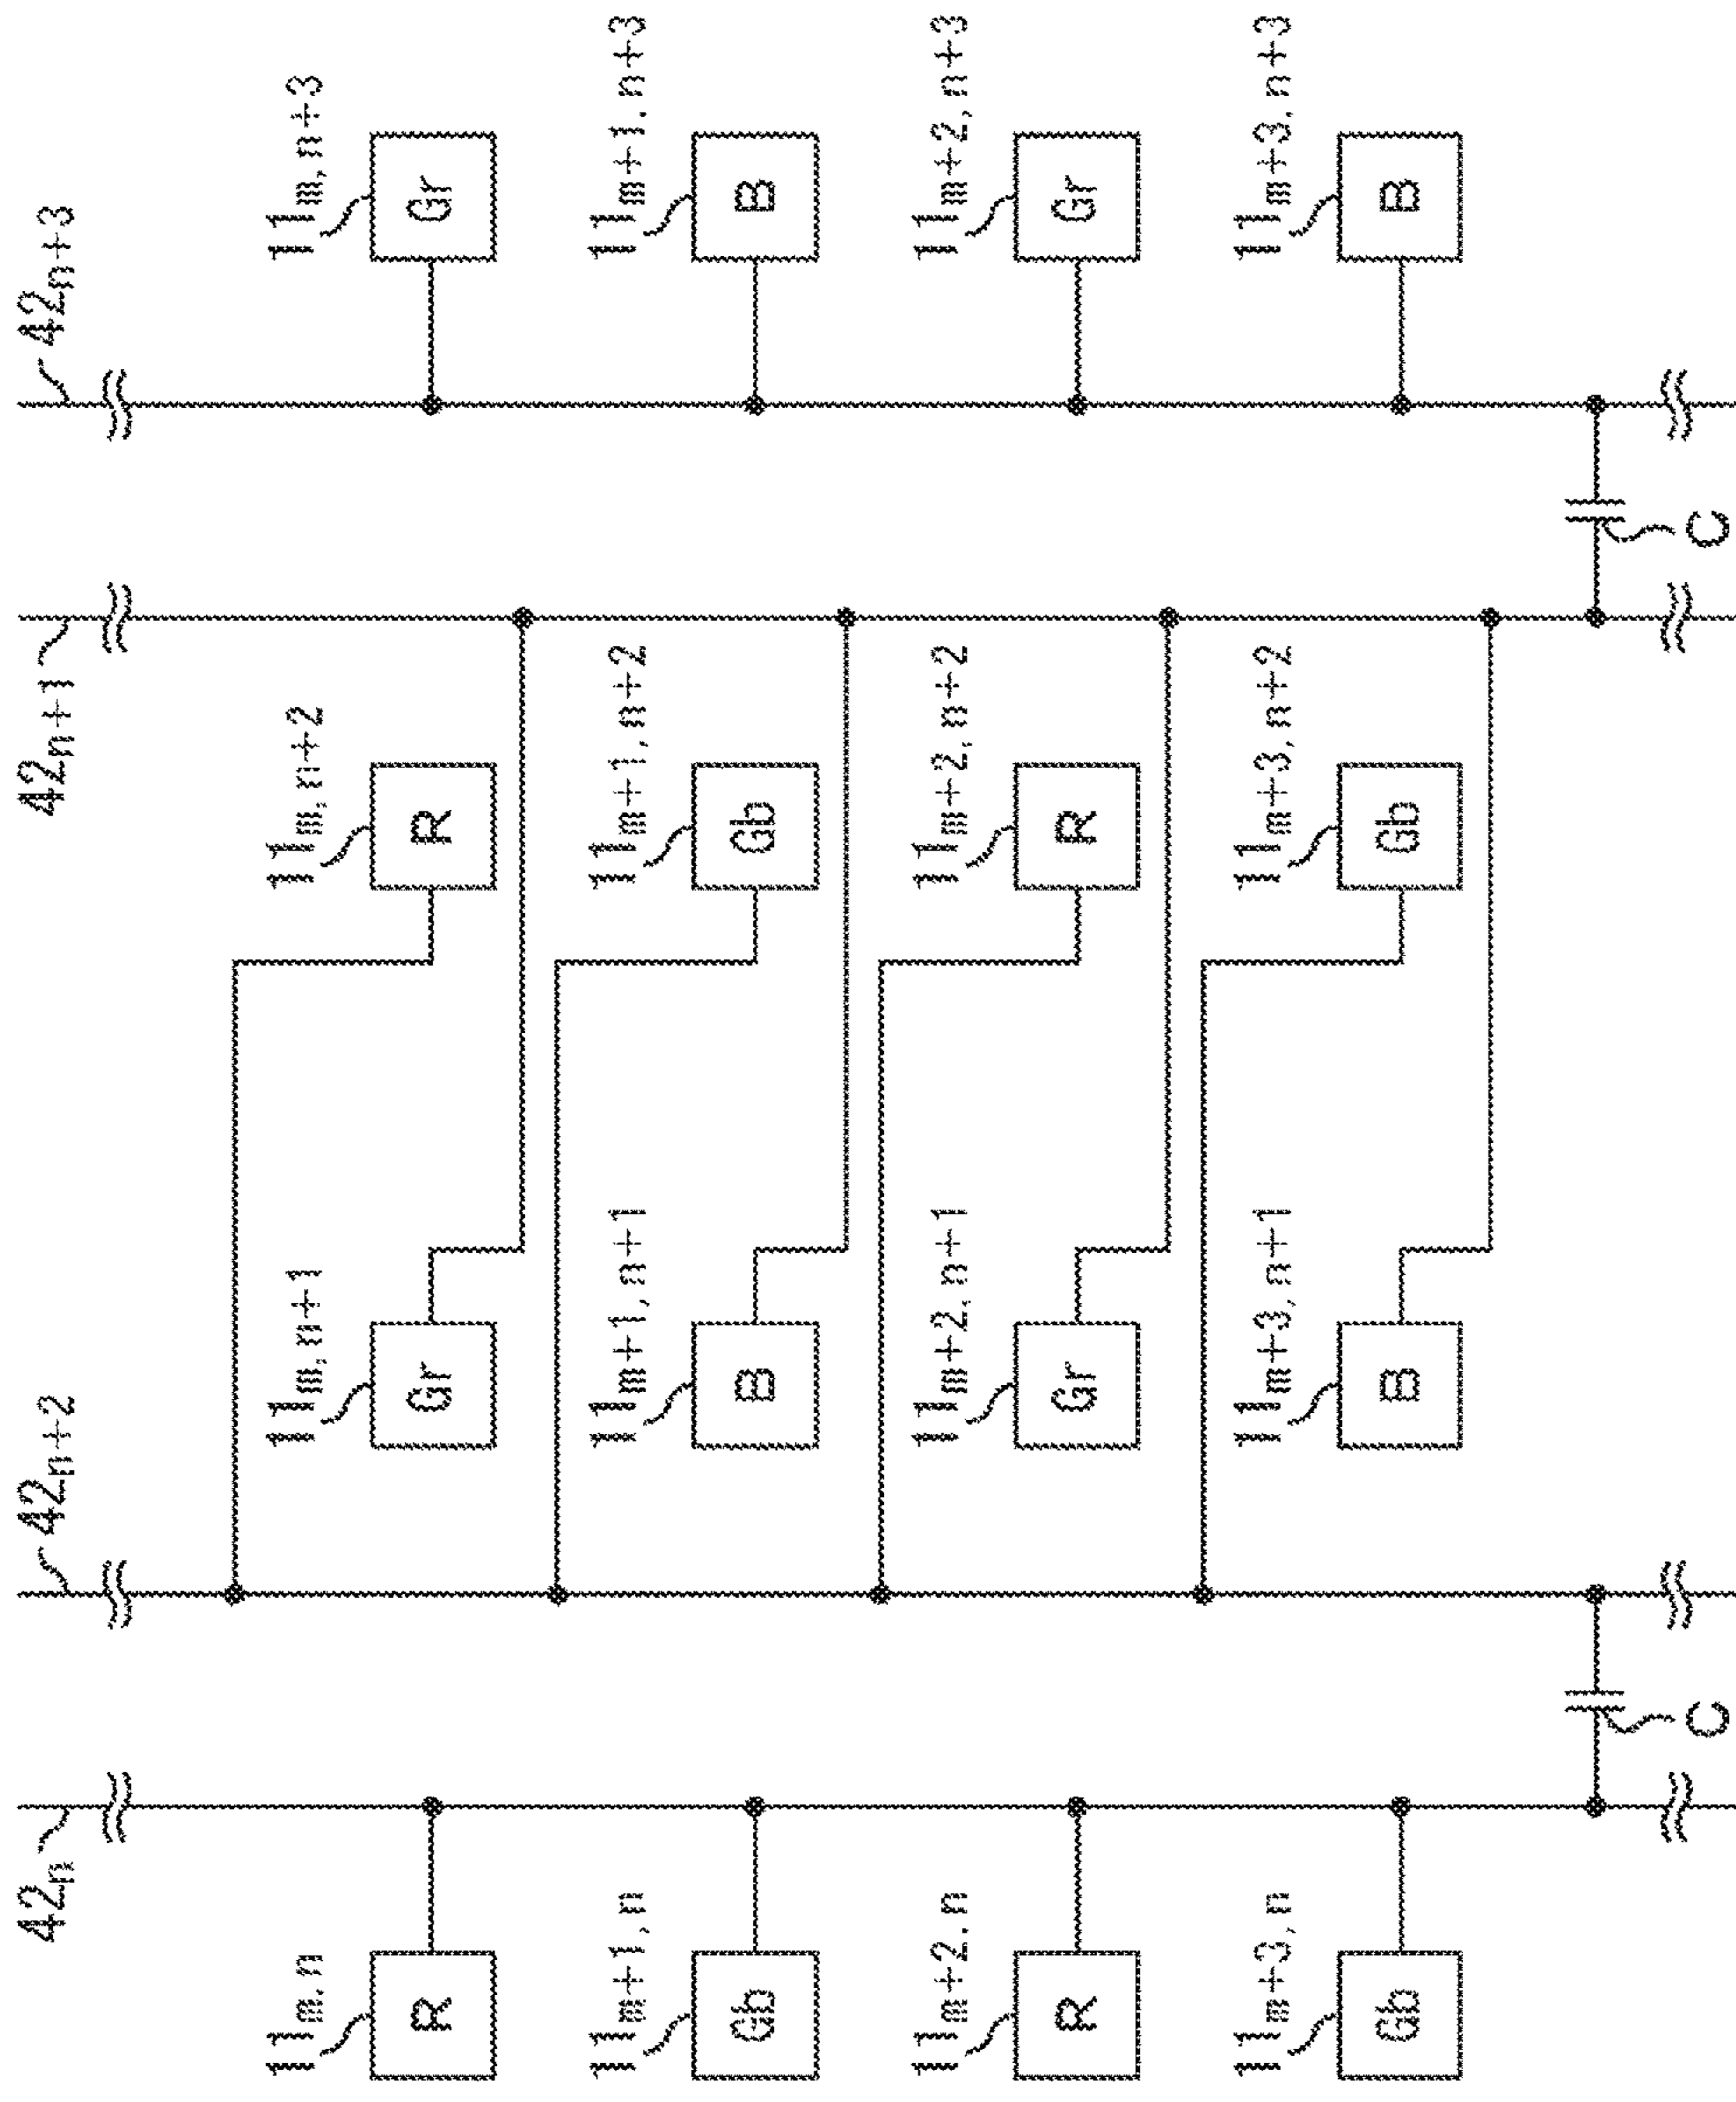 42n 42n+2 42n+1 42n+3
11m,n 11m,n+1 11m,n+2 11m,n+3
R Gr R Gr
11m+1,n 11m+1,n+1 11m+1,n+2 11m+1,n+3
Gb B Gb B
11m+2,n 11m+2,n+1 11m+2,n+2 11m+2,n+3
R Gr R Gr
11m+3,n 11m+3,n+1 11m+3,n+2 11m+3,n+3
Gb B Gb B
C C